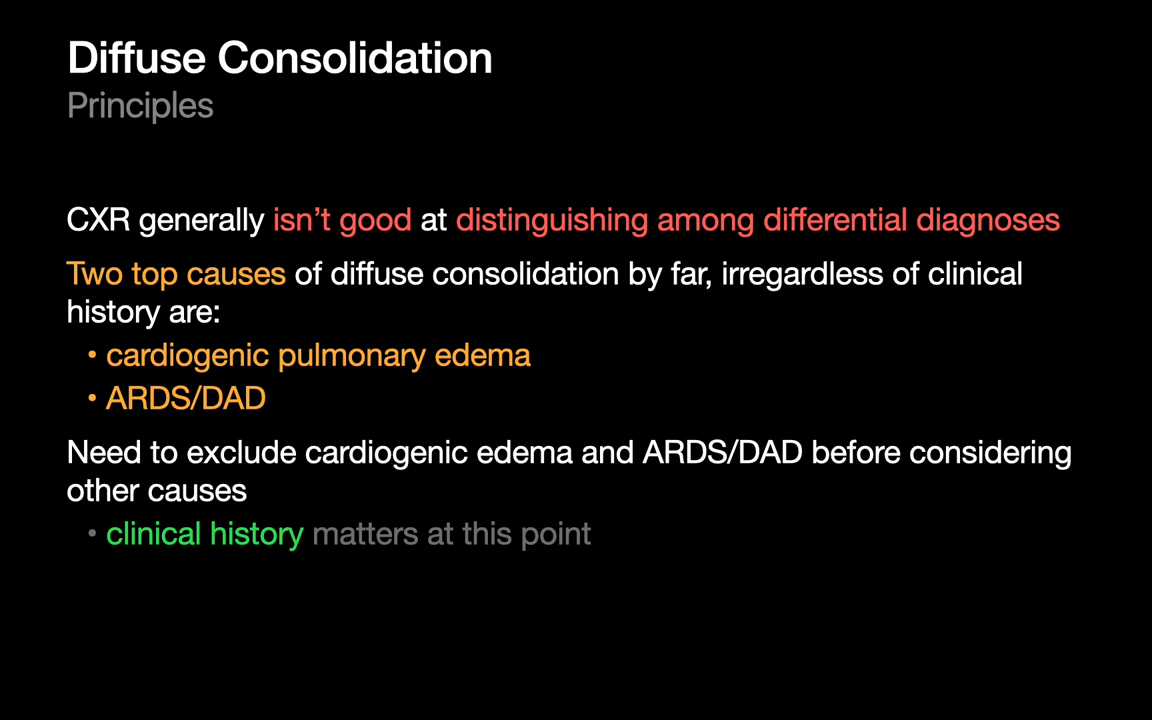 Diffuse Consolidation
Principles
CXR generally isn’t good at distinguishing among differential diagnoses
Two top causes of diffuse consolidation by far, irregardless of clinical
history are:
• cardiogenic pulmonary edema
• ARDS/DAD
Need to exclude cardiogenic edema and ARDS/DAD before considering
other causes
• clinical history matters at this point